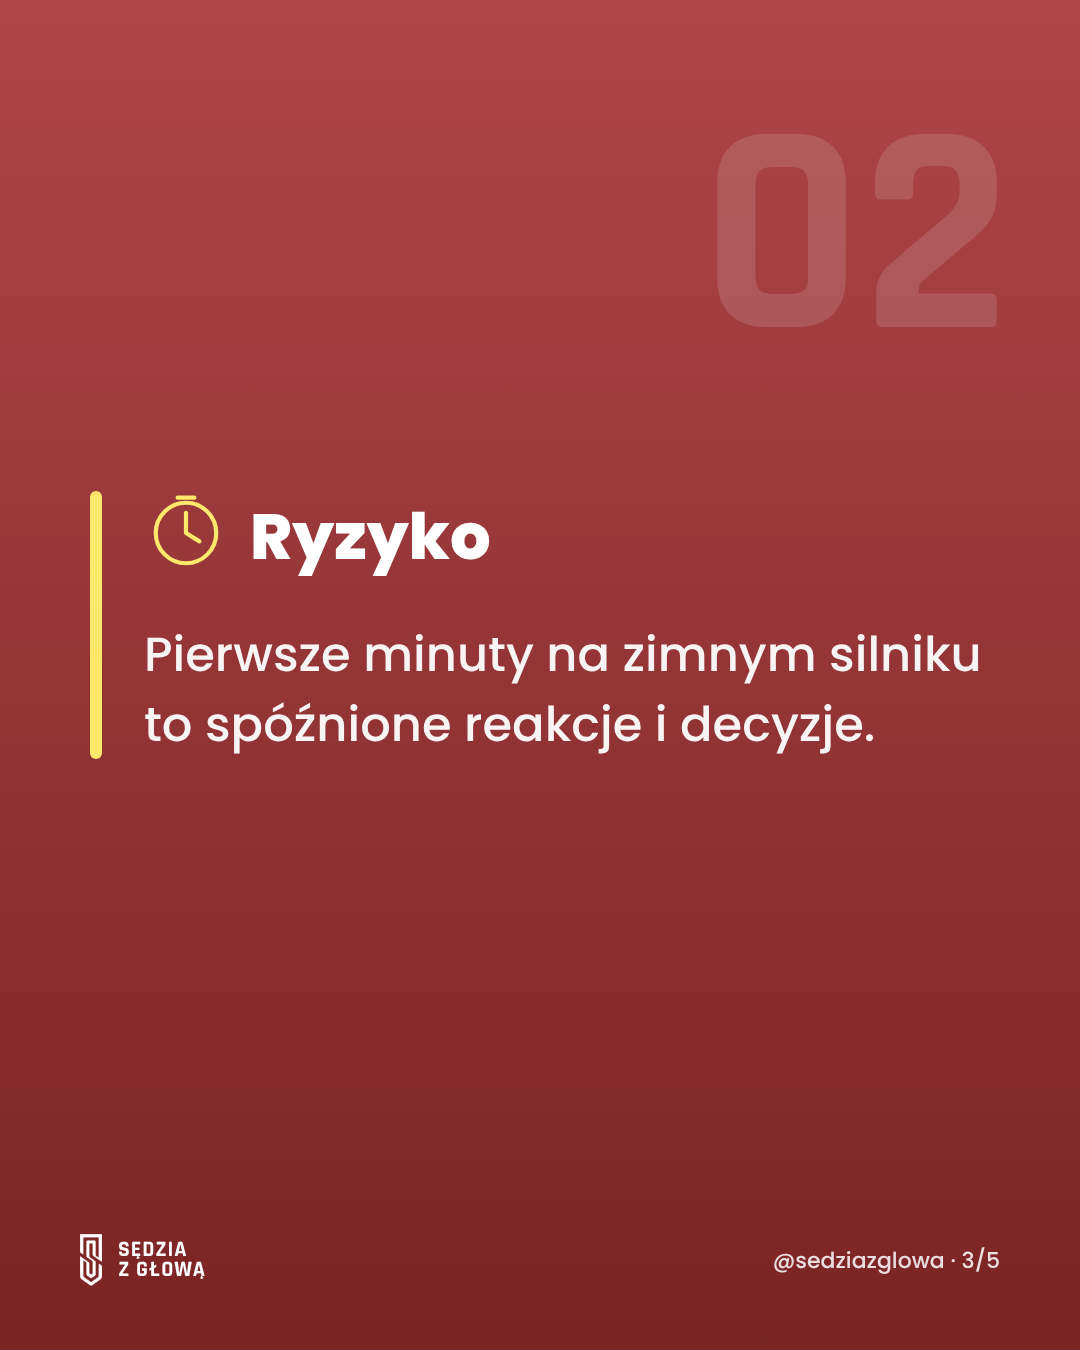 02
Ryzyko
Pierwsze minuty na zimnym silniku
to spóźnione reakcje i decyzje.
SĘDZIA
Z GŁOWĄ
@sedziazglowa · 3/5